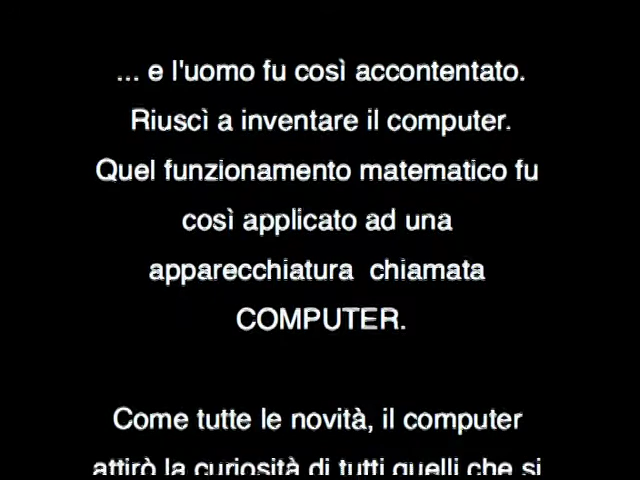 ... e l'uomo fu così accontentato.
Riuscì a inventare il computer.
Quel funzionamento matematico fu
così applicato ad una
apparecchiatura chiamata
COMPUTER.
Come tutte le novità, il computer
attirò la curiosità di tutti quelli che si